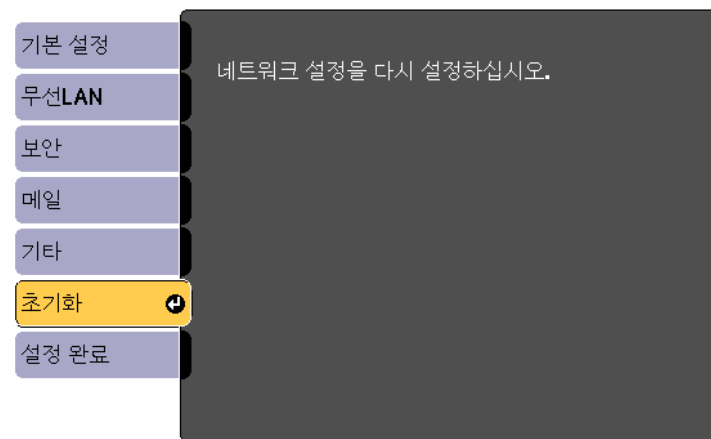 기본 설정
무선LAN
보안
메일
기타
초기화
설정 완료
네트워크 설정을 다시 설정하십시오.